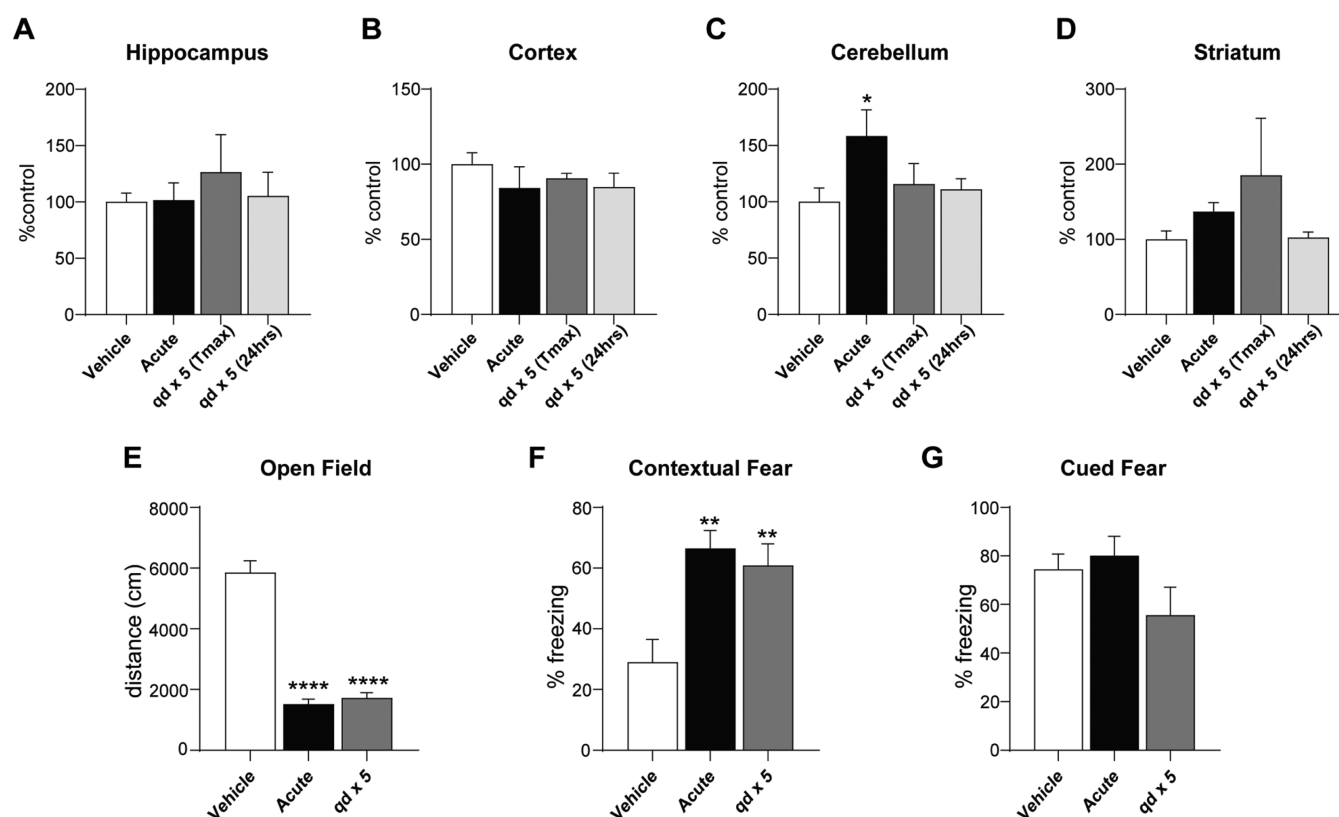 A
Hippocampus
%control
200
150
100
50
0
Vehicle
Acute
qd x 5 (Tmax)
qd x 5 (24hrs)
B
Cortex
% control
150
100
50
0
Vehicle
Acute
qd x 5 (Tmax)
qd x 5 (24hrs)
C
Cerebellum
% control
200
150
100
50
0
*
Vehicle
Acute
qd x 5 (Tmax)
qd x 5 (24hrs)
D
Striatum
% control
300
200
100
0
Vehicle
Acute
qd x 5 (Tmax)
qd x 5 (24hrs)
E
Open Field
distance (cm)
8000
6000
4000
2000
0
**** ****
Vehicle
Acute
qd x 5
F
Contextual Fear
% freezing
80
60
40
20
0
** **
Vehicle
Acute
qd x 5
G
Cued Fear
% freezing
100
80
60
40
20
0
Vehicle
Acute
qd x 5